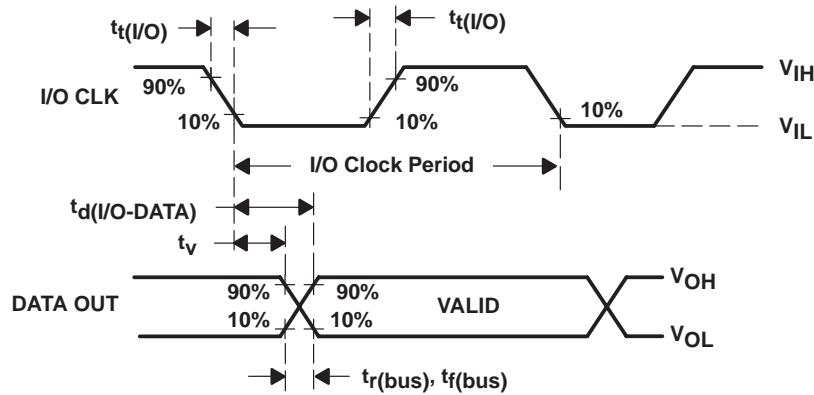 tt(I/O)
tt(I/O)
I/O CLK
90%
90%
10%
10%
10%
VIH
VIL
I/O Clock Period
td(I/O-DATA)
tv
DATA OUT
90%
90%
VALID
10%
10%
VOH
VOL
tr(bus), tf(bus)